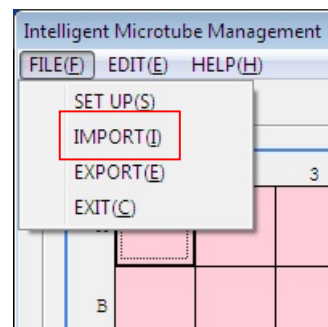 Intelligent Microtube Management
FILE(F) EDIT(E) HELP(H)
SET UP(S)
IMPORT(I)
3
EXPORT(E)
EXIT(C)
B